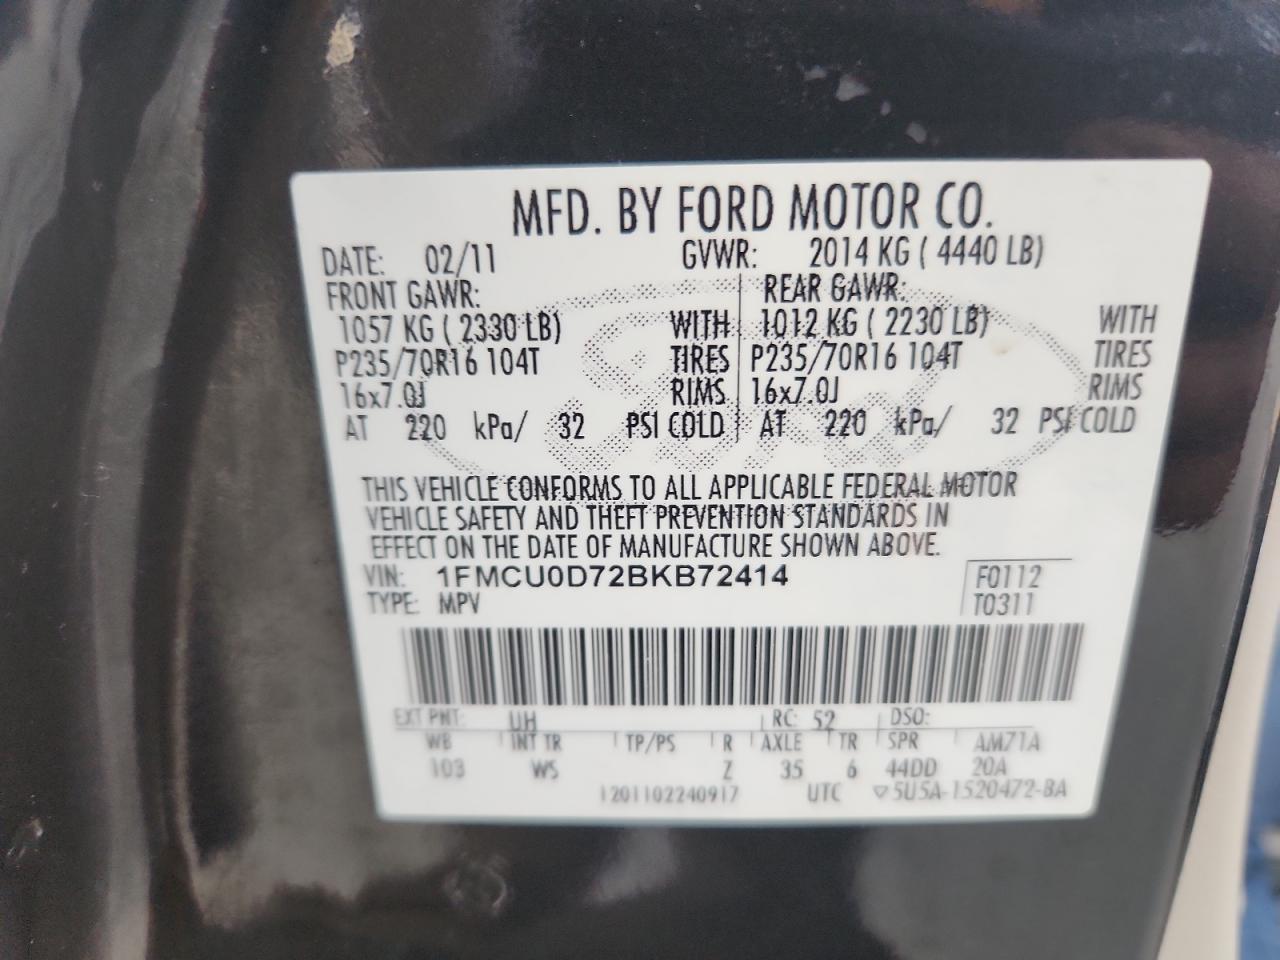 MFD. BY FORD MOTOR CO.
DATE: 02/11 GVWR: 2014 KG ( 4440 LB)
FRONT GAWR: REAR GAWR:
1057 KG ( 2330 LB) WITH 1012 KG ( 2230 LB) WITH
P235/70R16 104T TIRES P235/70R16 104T TIRES
16x7.0J RIMS 16x7.0J RIMS
AT 220 kPa/ 32 PSI COLD AT 220 kPa/ 32 PSI COLD
THIS VEHICLE CONFORMS TO ALL APPLICABLE FEDERAL MOTOR
VEHICLE SAFETY AND THEFT PREVENTION STANDARDS IN
EFFECT ON THE DATE OF MANUFACTURE SHOWN ABOVE.
VIN: 1FMCU0D72BKB72414 F0112
TYPE: MPV T0311
EXT PNT: UH RC: 52 DSO:
WB INT TR TP/PS R AXLE TR SPR AM71A
103 WS Z 35 6 44DD 20A
1201102240917 UTC ▽5U5A-1520472-BA